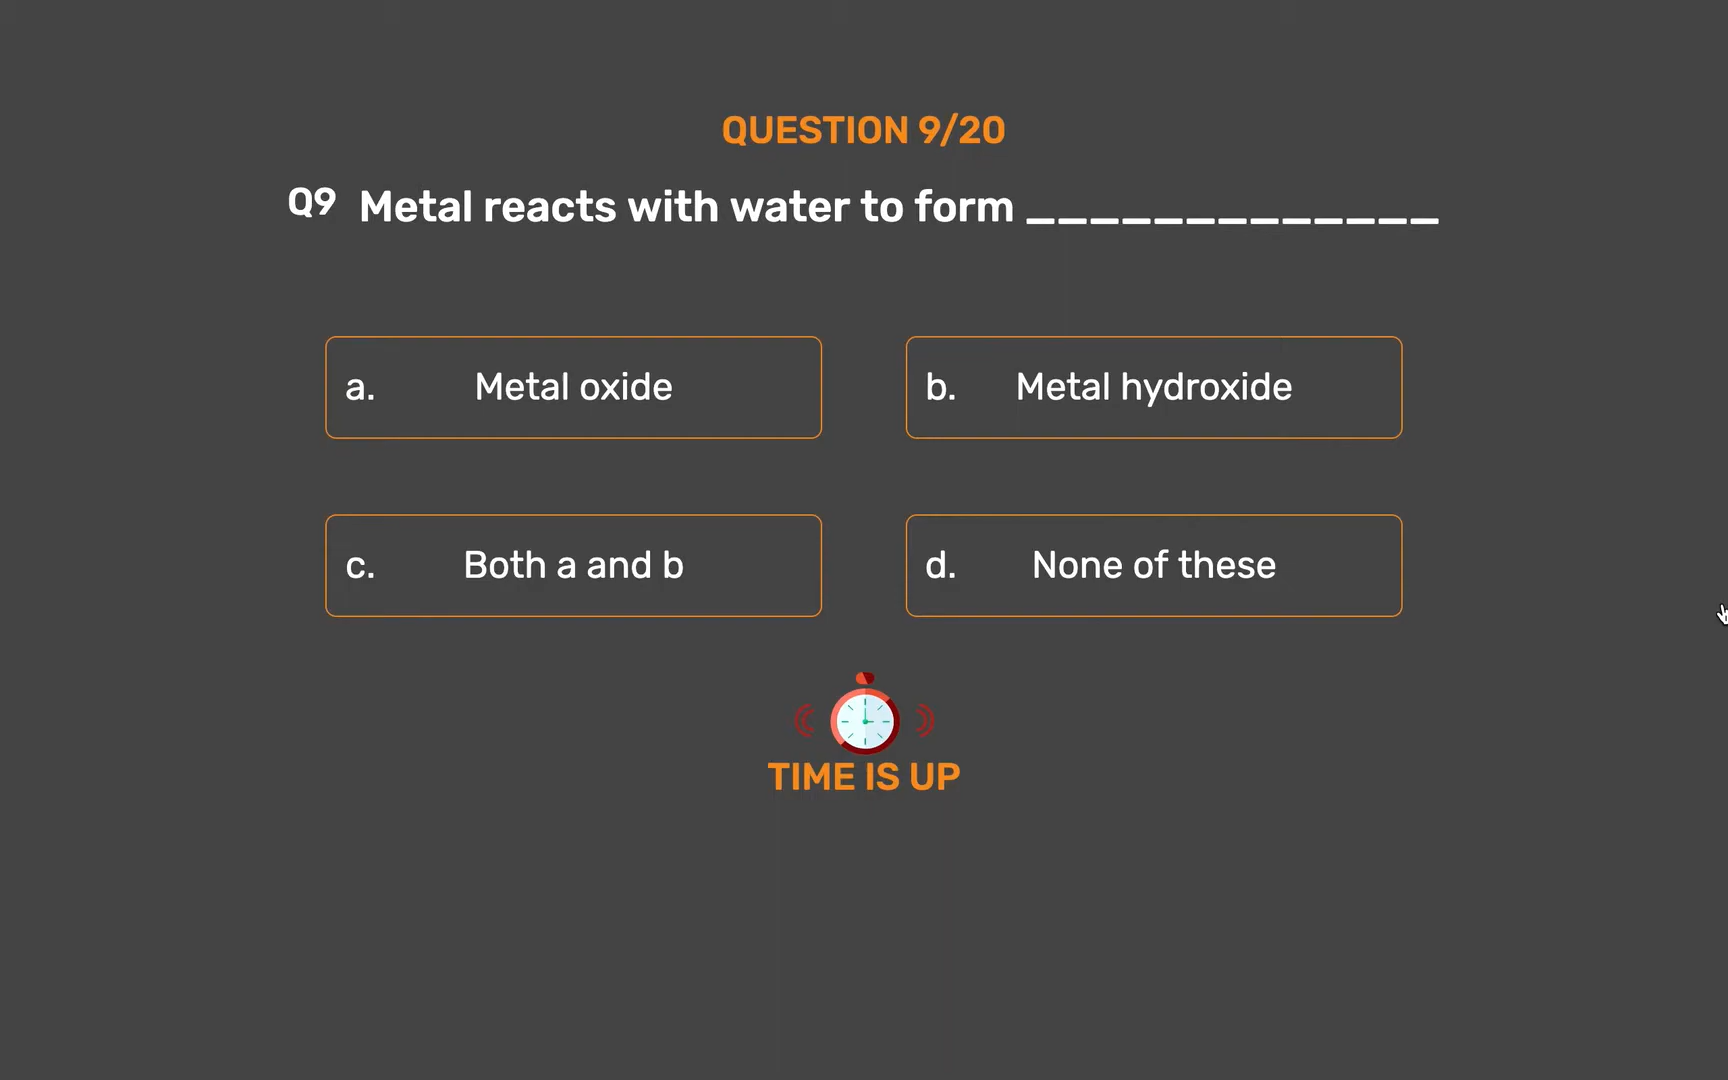 QUESTION 9/20
Q9 Metal reacts with water to form _____________
a. Metal oxide
b. Metal hydroxide
c. Both a and b
d. None of these
TIME IS UP